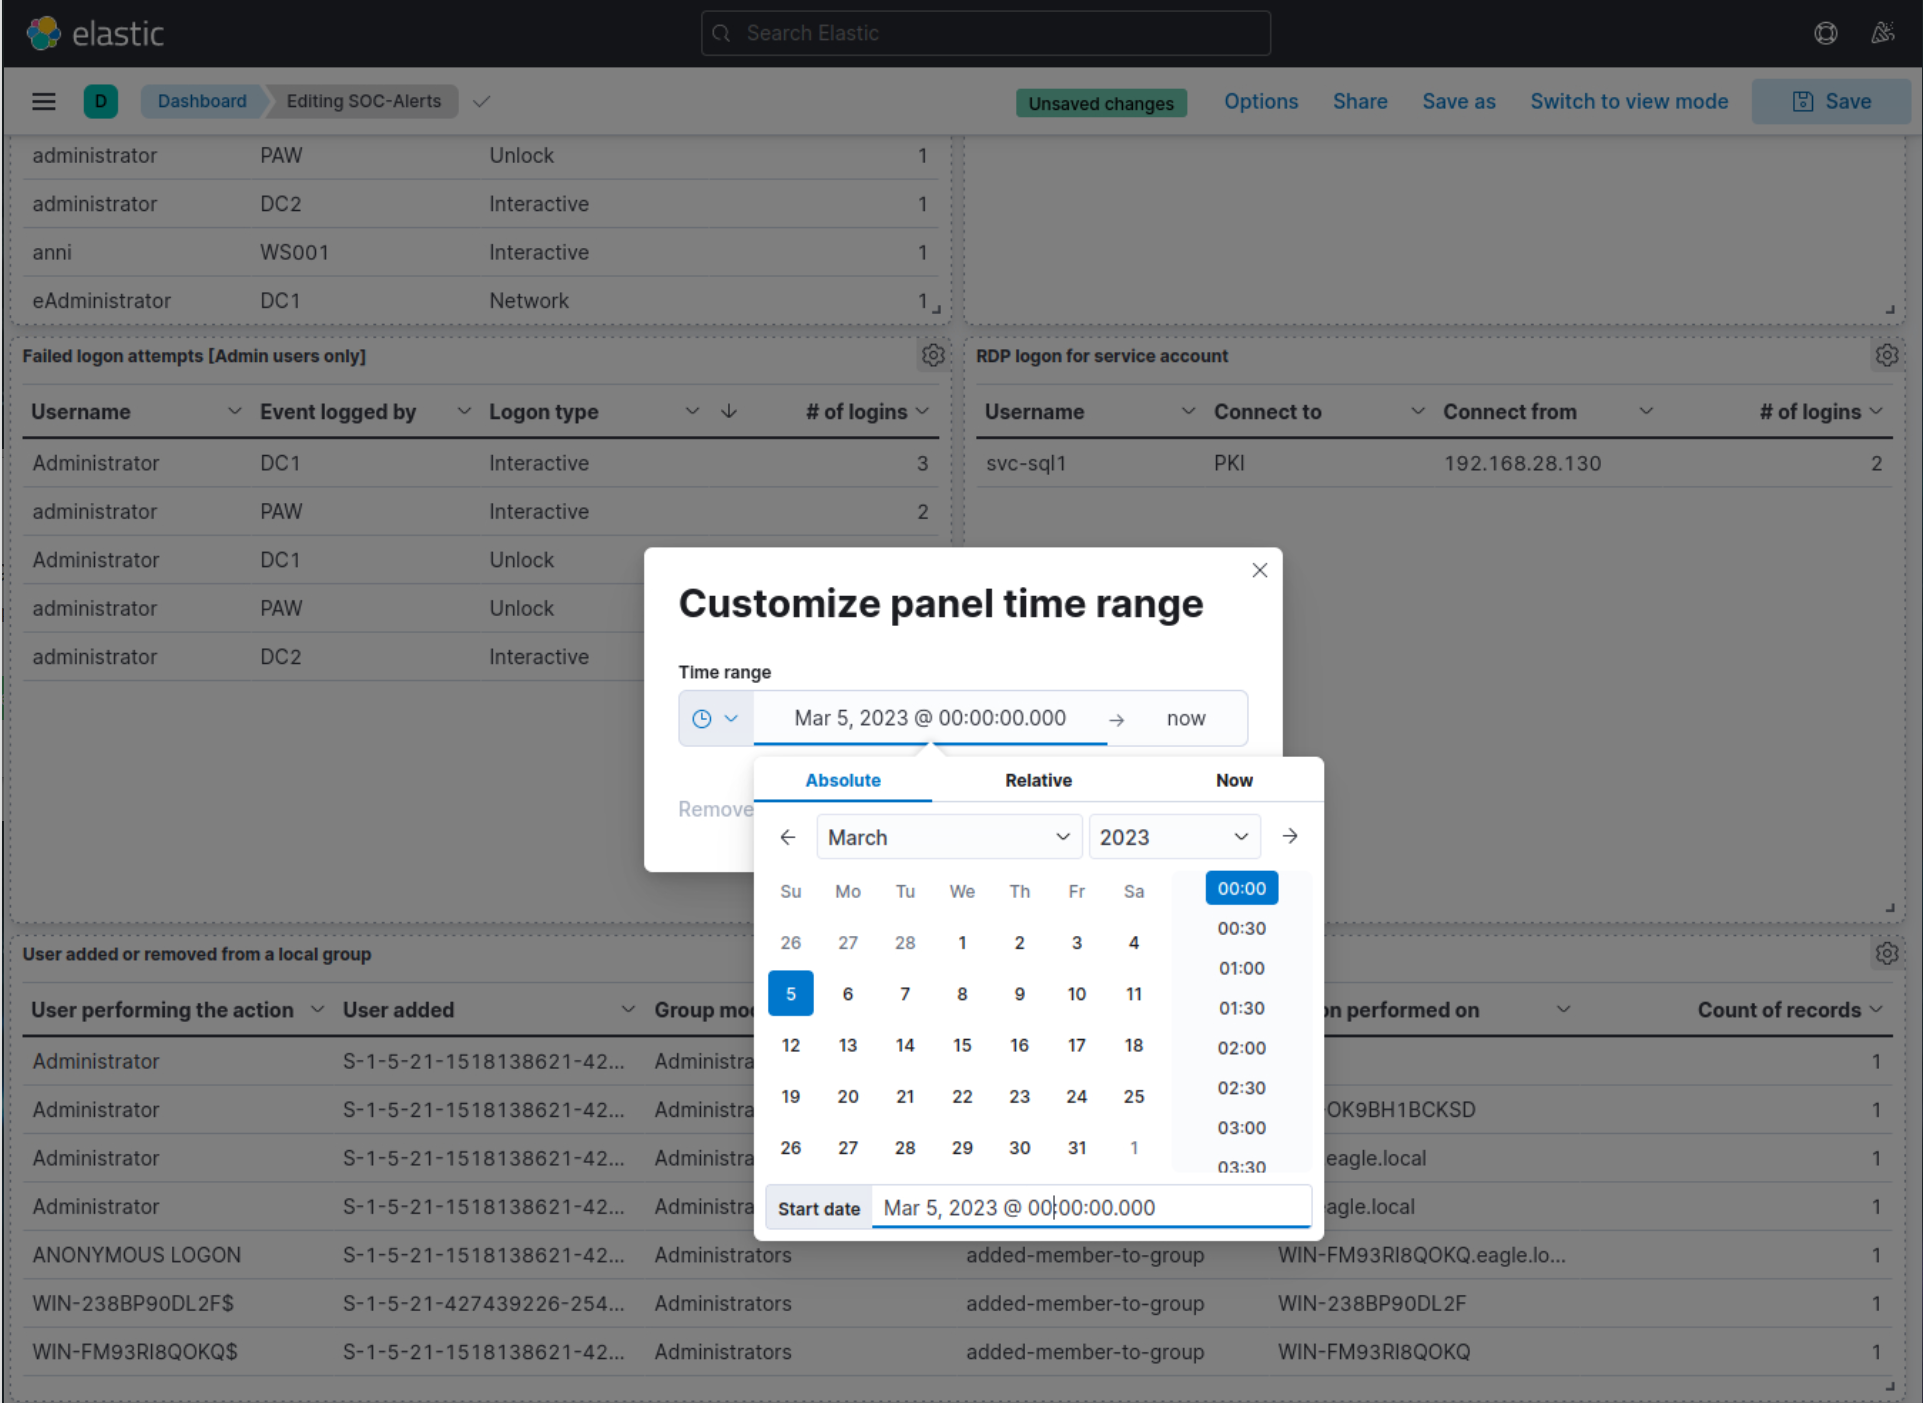 elastic
Search Elastic
D
Dashboard
Editing SOC-Alerts
Unsaved changes
Options
Share
Save as
Switch to view mode
Save
administrator PAW Unlock 1
administrator DC2 Interactive 1
anni WS001 Interactive 1
eAdministrator DC1 Network 1
Failed logon attempts [Admin users only]
Username Event logged by Logon type # of logins
Administrator DC1 Interactive 3
administrator PAW Interactive 2
Administrator DC1 Unlock
administrator PAW Unlock
administrator DC2 Interactive
RDP logon for service account
Username Connect to Connect from # of logins
svc-sql1 PKI 192.168.28.130 2
Customize panel time range
Time range
Mar 5, 2023 @ 00:00:00.000 → now
Remove
Absolute Relative Now
March 2023
Su Mo Tu We Th Fr Sa
26 27 28 1 2 3 4
5 6 7 8 9 10 11
12 13 14 15 16 17 18
19 20 21 22 23 24 25
26 27 28 29 30 31 1
00:00
00:30
01:00
01:30
02:00
02:30
03:00
03:30
Start date Mar 5, 2023 @ 00:00:00.000
User added or removed from a local group
User performing the action User added Group mo on performed on Count of records
Administrator S-1-5-21-1518138621-42... Administra 1
Administrator S-1-5-21-1518138621-42... Administra -OK9BH1BCKSD 1
Administrator S-1-5-21-1518138621-42... Administra eagle.local 1
Administrator S-1-5-21-1518138621-42... Administra agle.local 1
ANONYMOUS LOGON S-1-5-21-1518138621-42... Administrators added-member-to-group WIN-FM93RI8QOKQ.eagle.lo... 1
WIN-238BP90DL2F$ S-1-5-21-427439226-254... Administrators added-member-to-group WIN-238BP90DL2F 1
WIN-FM93RI8QOKQ$ S-1-5-21-1518138621-42... Administrators added-member-to-group WIN-FM93RI8QOKQ 1